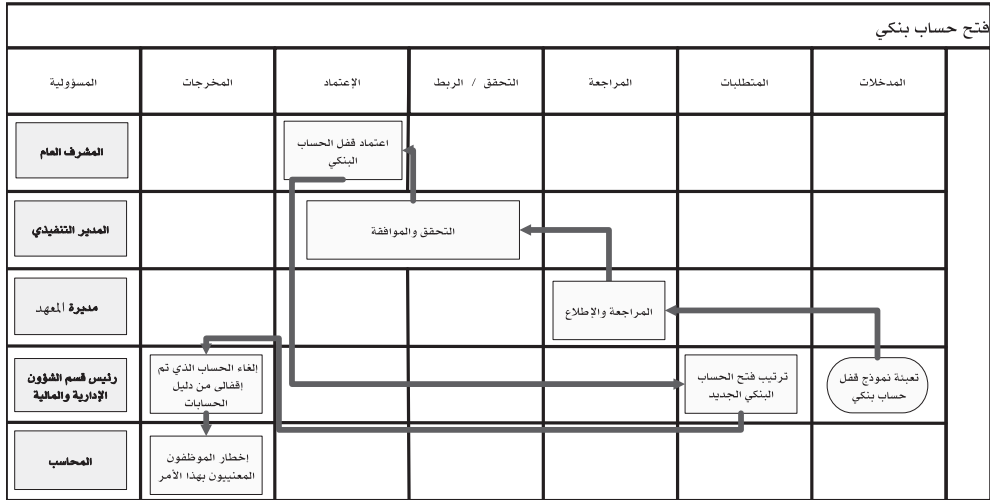 فتح حساب بنكي
المدخلات
المتطلبات
المراجعة
التحقق / الربط
الإعتماد
المخرجات
المسؤولية
اعتماد قفل الحساب
البنكي
المشرف العام
التحقق والموافقة
المدير التنفيذي
المراجعة والإطلاع
مديرة المعهد
تعبئة نموذج قفل
حساب بنكي
ترتيب فتح الحساب
البنكي الجديد
إلغاء الحساب الذي تم
إقفالى من دليل
الحسابات
رئيس قسم الشؤون
الإدارية والمالية
إخطار الموظفون
المعنييون بهذا الأمر
المحاسب